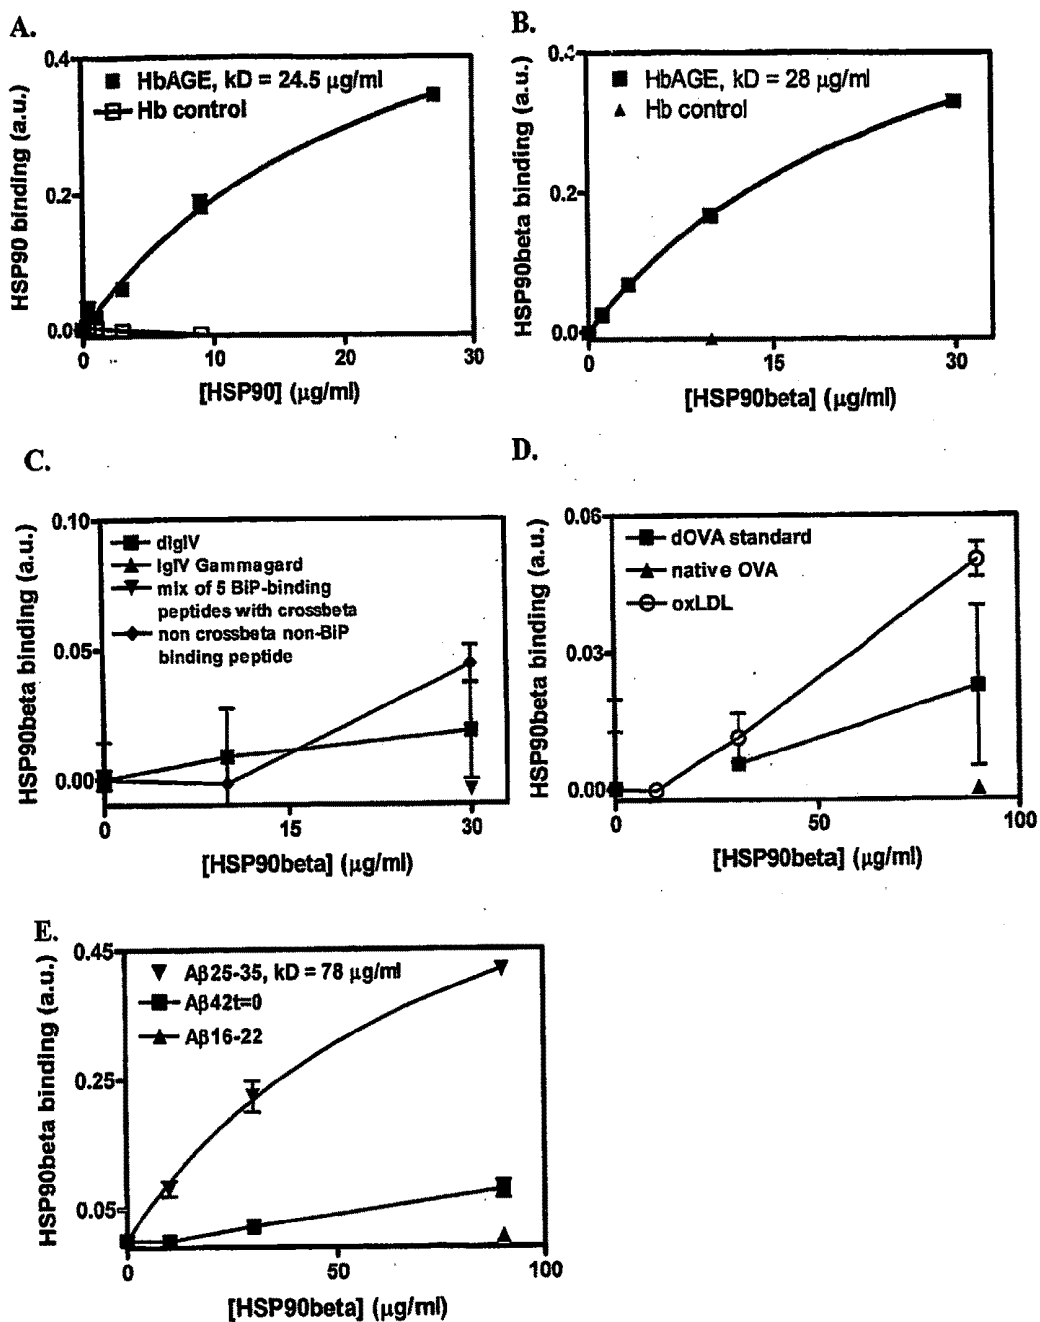 A.
0.4
HbAGE, kD = 24.5 µg/ml
Hb control
0.2
0.0
HSP90 binding (a.u.)
0
10
20
30
[HSP90] (µg/ml)
B.
0.4
HbAGE, kD = 28 µg/ml
Hb control
0.2
0.0
HSP90beta binding (a.u.)
0
15
30
[HSP90beta] (µg/ml)
C.
0.10
dIgIV
IgIV Gammagard
mix of 5 BiP-binding
peptides with crossbeta
non crossbeta non-BiP
binding peptide
0.05
0.00
HSP90beta binding (a.u.)
0
15
30
[HSP90beta] (µg/ml)
D.
0.06
dOVA standard
native OVA
oxLDL
0.03
0.00
HSP90beta binding (a.u.)
0
50
100
[HSP90beta] (µg/ml)
E.
0.45
Aβ25-35, kD = 78 µg/ml
Aβ42t=0
Aβ16-22
0.25
0.05
HSP90beta binding (a.u.)
0
50
100
[HSP90beta] (µg/ml)